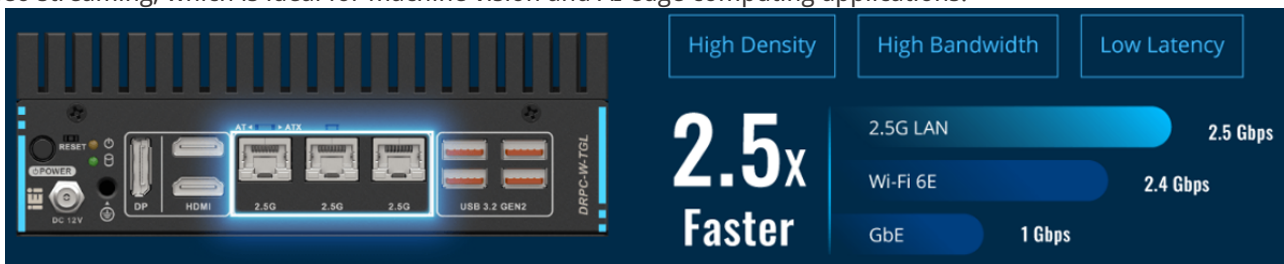 High Density
High Bandwidth
Low Latency
AT ATX
RESET
POWER
iEi
DC 12V
DP
HDMI
2.5G
2.5G
2.5G
USB 3.2 GEN2
DRPC-W-TGL
2.5x
Faster
2.5G LAN
2.5 Gbps
Wi-Fi 6E
2.4 Gbps
GbE
1 Gbps